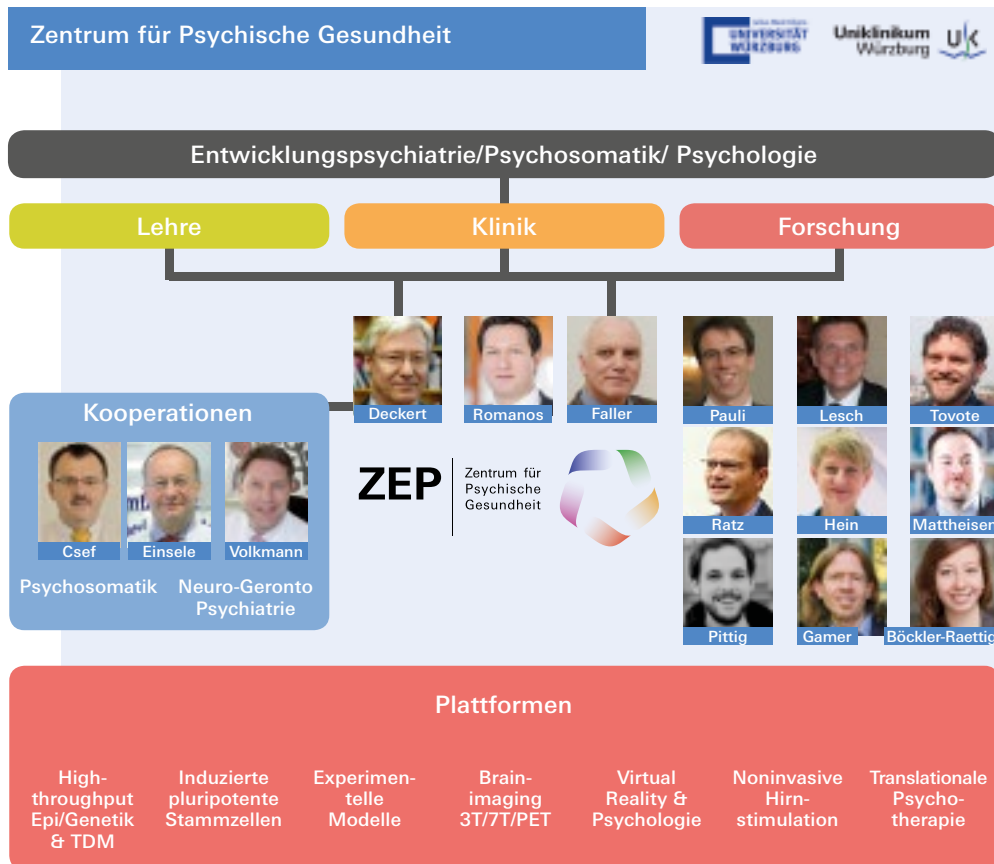 Zentrum für Psychische Gesundheit
UNIVERSITÄT
WÜRZBURG
Uniklinikum
Würzburg
UK
Entwicklungspsychiatrie/Psychosomatik/ Psychologie
Lehre
Klinik
Forschung
Deckert
Romanos
Faller
Pauli
Lesch
Tovote
Kooperationen
Csef
Einsele
Volkmann
Psychosomatik
Neuro-Geronto
Psychiatrie
ZEP
Zentrum für
Psychische
Gesundheit
Ratz
Hein
Mattheisen
Pittig
Gamer
Böckler-Raettig
Plattformen
High-
throughput
Epi/Genetik
& TDM
Induzierte
pluripotente
Stammzellen
Experimen-
telle
Modelle
Brain-
imaging
3T/7T/PET
Virtual
Reality &
Psychologie
Noninvasive
Hirn-
stimulation
Translationale
Psycho-
therapie